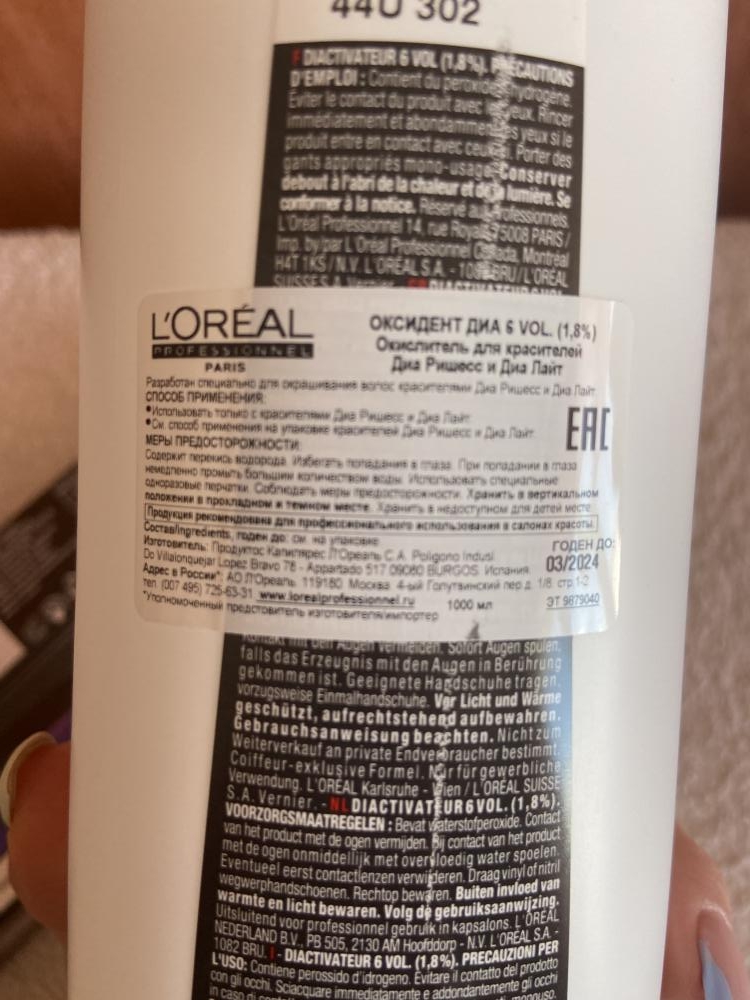 44U 302
F DIACTIVATEUR 6 VOL (1,8%). PRÉCAUTIONS
D'EMPLOI : Contient du peroxyde d'hydrogène.
Éviter le contact du produit avec les yeux. Rincer
immédiatement et abondamment les yeux si le
produit entre en contact avec ceux-ci. Porter des
gants appropriés mono-usage. Conserver
debout à l'abri de la chaleur et de la lumière. Se
conformer à la notice. Réservé aux professionnels.
L'Oréal Professionnel 14, rue Royale 75008 PARIS /
Imp. by/par L'Oréal Professionnel Canada, Montréal
H4T 1K5 / N.V. L'ORÉAL S.A. - 1082 BRU / L'ORÉAL
SUISSE S.A. Vernier
L'ORÉAL
PROFESSIONNEL
PARIS
ОКСИДЕНТ ДИА 6 VOL. (1,8%)
Окислитель для красителей
Диа Ришесс и Диа Лайт
Разработан специально для окрашивания волос красителями Диа Ришесс и Диа Лайт.
СПОСОБ ПРИМЕНЕНИЯ:
•Использовать только с красителями Диа Ришесс и Диа Лайт.
•См. способ применения на упаковке красителей Диа Ришесс и Диа Лайт.
EAC
МЕРЫ ПРЕДОСТОРОЖНОСТИ:
Содержит перекись водорода. Избегать попадания в глаза. При попадании в глаза
немедленно промыть большим количеством воды. Использовать специальные
одноразовые перчатки. Соблюдать меры предосторожности. Хранить в вертикальном
положении в прохладном и темном месте. Хранить в недоступном для детей месте.
Продукция рекомендована для профессионального использования в салонах красоты.
Состав/ingredients, годен до: см. на упаковке
Изготовитель: Продуктос Капилярес Л'Ореаль С.А. Poligono Indusl.
Do Villalonquejar Lopez Bravo 78 - Appartado 517 09080 BURGOS. Испания.
Адрес в России*: АО Л'Ореаль, 119180, Москва, 4-ый Голутвинский пер д. 1/8, стр.1-2
тел. (007 495) 725-63-31, www.lorealprofessionnel.ru
*Уполномоченный представитель изготовителя/импортер
1000 мл
ГОДЕН ДО:
03/2024
ЭТ 9879040
Kontakt mit den Augen vermeiden. Sofort Augen spülen,
falls das Erzeugnis mit den Augen in Berührung
gekommen ist. Geeignete Handschuhe tragen,
vorzugsweise Einmalhandschuhe. Vor Licht und Wärme
geschützt, aufrechtstehend aufbewahren.
Gebrauchsanweisung beachten. Nicht zum
Weiterverkauf an private Endverbraucher bestimmt.
Coiffeur-exklusive Formel. Nur für gewerbliche
Verwendung. L'ORÉAL Karlsruhe - Wien / L'ORÉAL SUISSE
S.A. Vernier. - NL DIACTIVATEUR 6 VOL. (1,8%).
VOORZORGSMAATREGELEN : Bevat waterstofperoxide. Contact
van het product met de ogen vermijden. Bij contact van het product
met de ogen onmiddellijk met overvloedig water spoelen.
Eventueel eerst contactlenzen verwijderen. Draag vinyl of nitril
wegwerphandschoenen. Rechtop bewaren. Buiten invloed van
warmte en licht bewaren. Volg de gebruiksaanwijzing.
Uitsluitend voor professioneel gebruik in kapsalons. L'ORÉAL
NEDERLAND B.V., PB 505, 2130 AM Hoofddorp - N.V. L'ORÉAL S.A. -
1082 BRU. I - DIACTIVATEUR 6 VOL. (1,8%). PRECAUZIONI PER
L'USO: Contiene perossido d'idrogeno. Evitare il contatto del prodotto
con gli occhi. Sciacquare immediatamente e abbondantemente gli occhi
in caso di